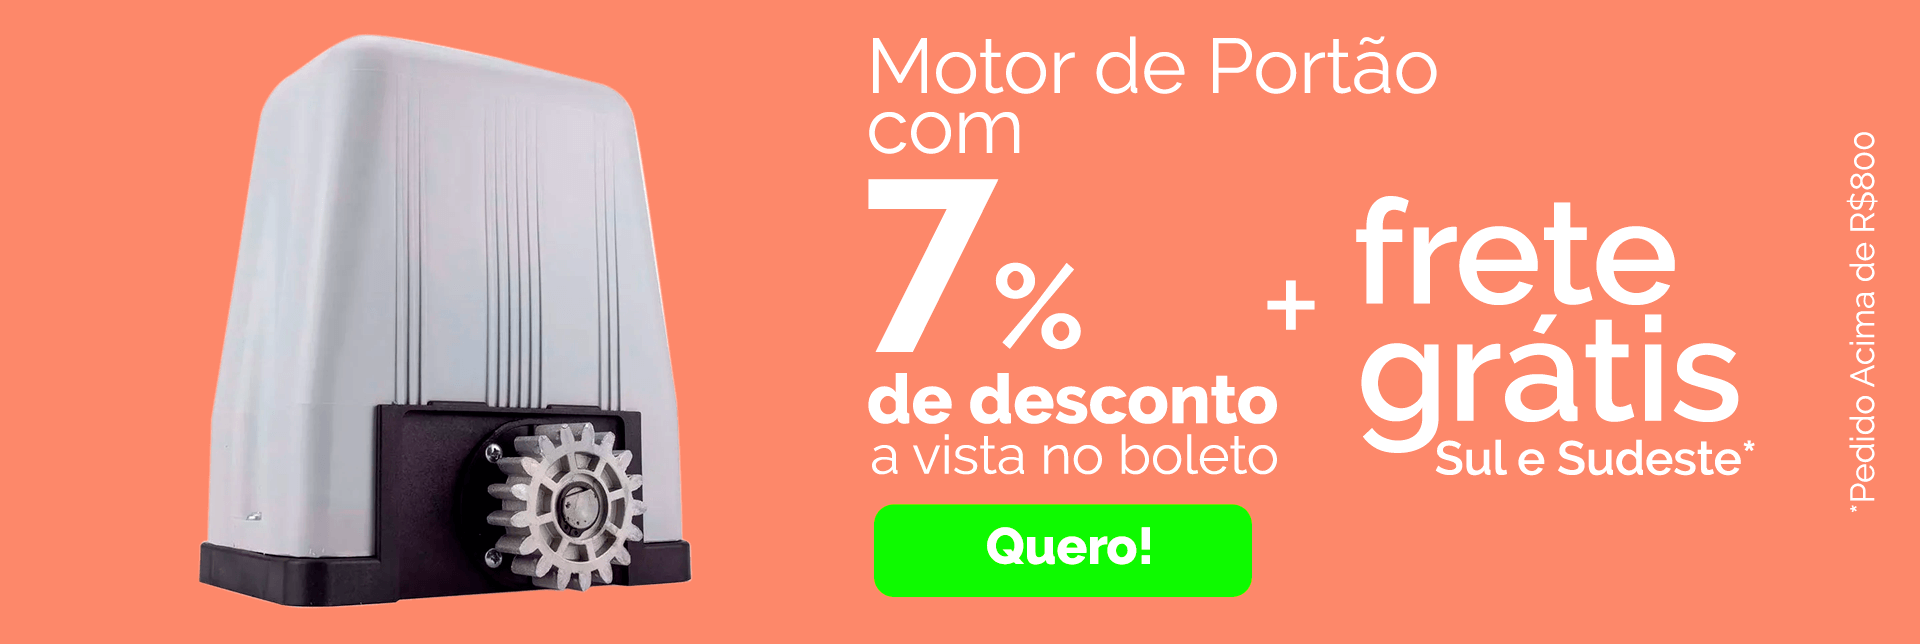 Motor de Portão
com
7%
de desconto
a vista no boleto
Quero!
+
frete
grátis
Sul e Sudeste*
*Pedido Acima de R$800